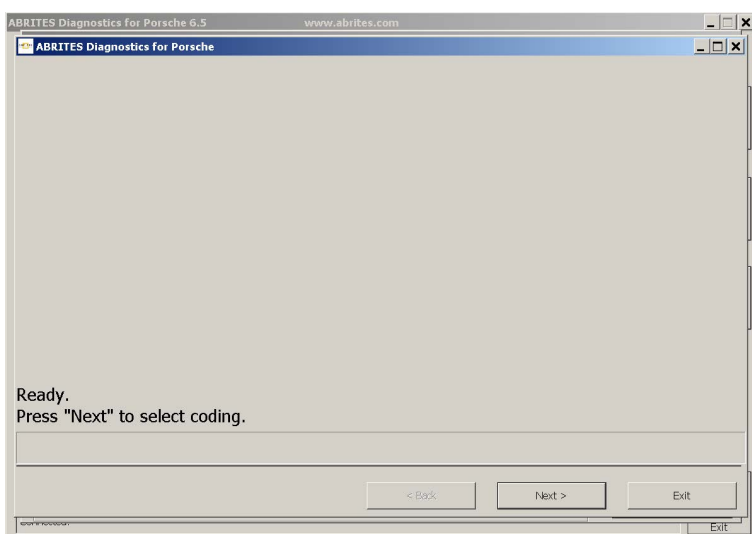 ABRITES Diagnostics for Porsche 6.5 www.abrites.com
ABRITES Diagnostics for Porsche
Ready.
Press "Next" to select coding.
< Back Next > Exit
Exit